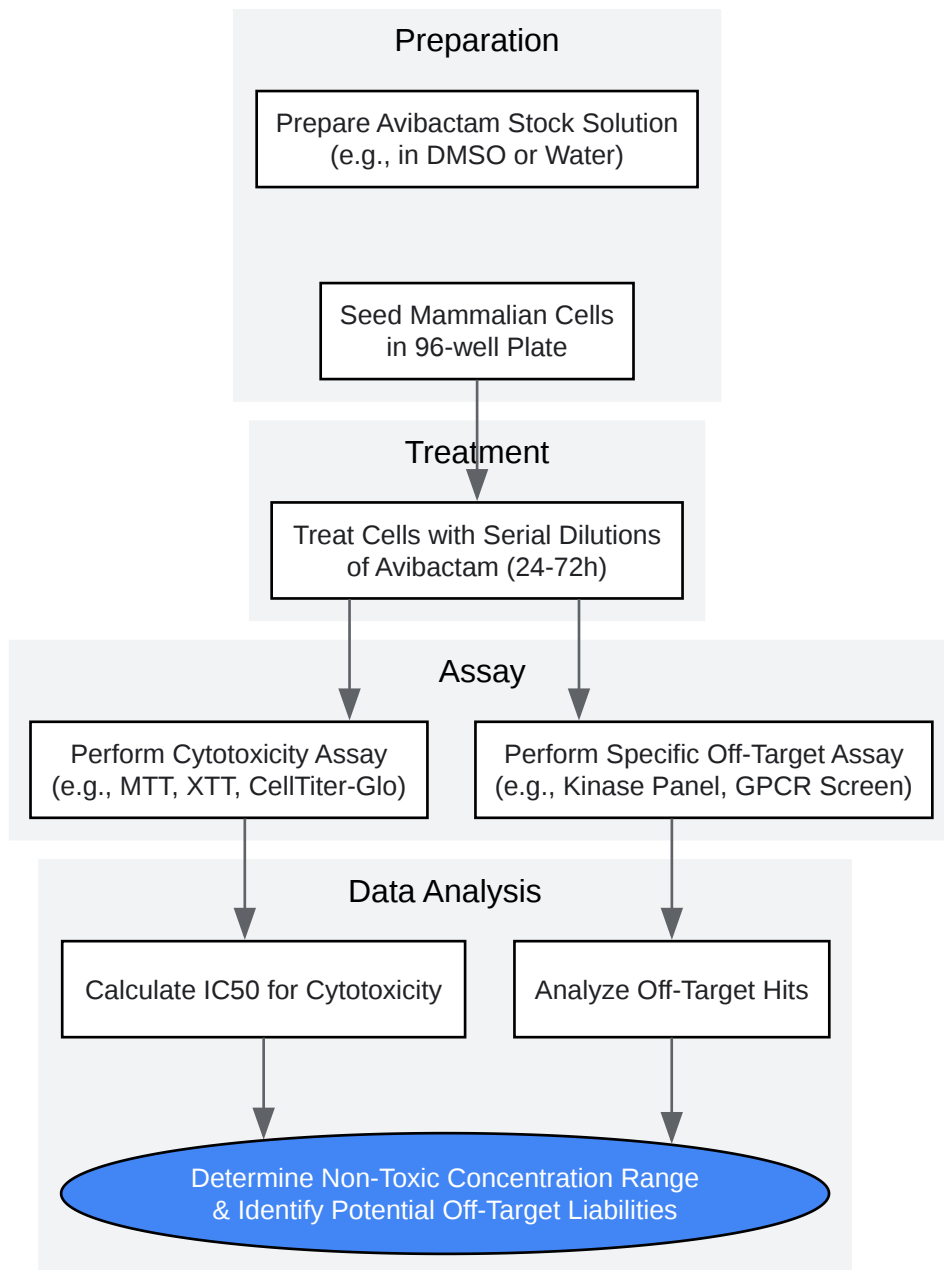 Preparation
Prepare Avibactam Stock Solution
(e.g., in DMSO or Water)
Seed Mammalian Cells
in 96-well Plate
Treatment
Treat Cells with Serial Dilutions
of Avibactam (24-72h)
Assay
Perform Cytotoxicity Assay
(e.g., MTT, XTT, CellTiter-Glo)
Perform Specific Off-Target Assay
(e.g., Kinase Panel, GPCR Screen)
Data Analysis
Calculate IC50 for Cytotoxicity
Analyze Off-Target Hits
Determine Non-Toxic Concentration Range
& Identify Potential Off-Target Liabilities